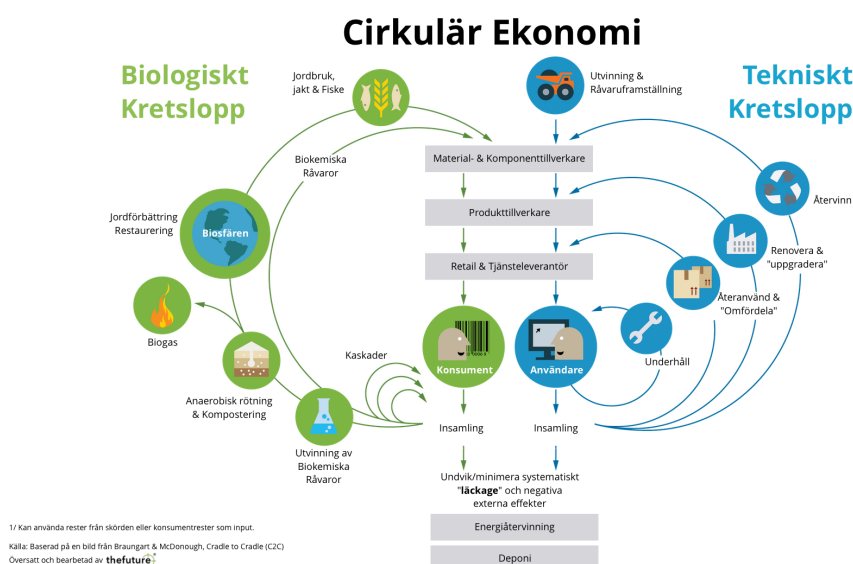 Cirkulär Ekonomi
Biologiskt
Kretslopp
Tekniskt
Kretslopp
Jordbruk,
jakt & Fiske
Utvinning &
Råvaruframställning
Biokemiska
Råvaror
Material- & Komponenttillverkare
Återvinn
Jordförbättring
Restaurering
Biosfären
Produkttillverkare
Renovera &
"uppgradera"
Retail & Tjänsteleverantör
Återanvänd &
"Omfördela"
Biogas
Kaskader
Konsument
Användare
Underhåll
Anaerobisk rötning
& Kompostering
Insamling
Insamling
Utvinning av
Biokemiska
Råvaror
Undvik/minimera systematiskt
"läckage" och negativa
externa effekter
Energiåtervinning
Deponi
1/ Kan använda rester från skörden eller konsumentrester som input.
Källa: Baserad på en bild från Braungart & McDonough, Cradle to Cradle (C2C)
Översatt och bearbetad av thefuture